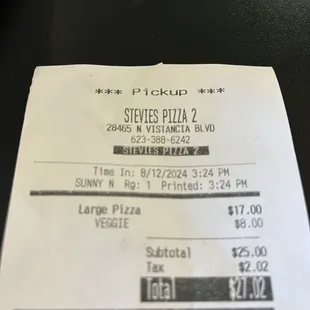 *** Pickup ***
STEVIES PIZZA 2
28465 N VISTANCIA BLVD
623-388-6242
STEVIES PIZZA 2
Time In: 8/12/2024 3:24 PM
SUNNY N Rg: 1 Printed: 3:24 PM
Large Pizza $17.00
VEGGIE $8.00
Subtotal $25.00
Tax $2.02
Total $27.02